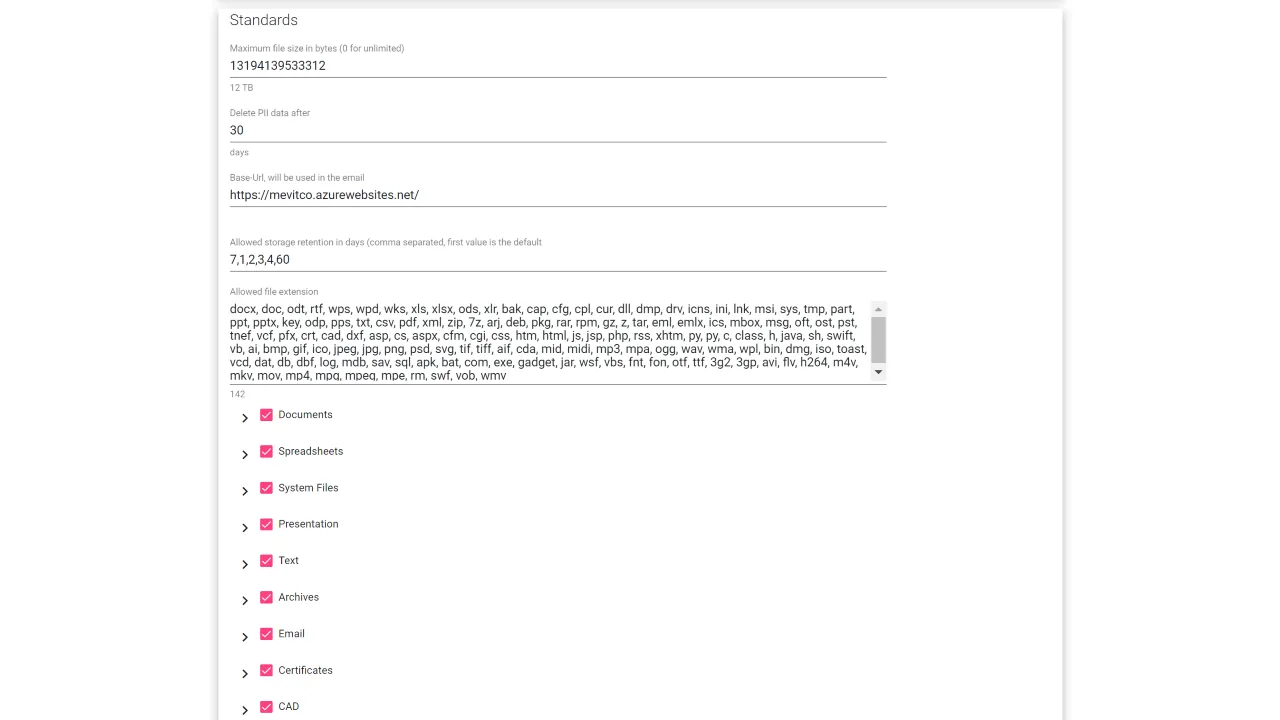 Standards
Maximum file size in bytes (0 for unlimited)
13194139533312
12 TB
Delete PII data after
30
days
Base-Url, will be used in the email
https://mevitco.azurewebsites.net/
Allowed storage retention in days (comma separated, first value is the default
7,1,2,3,4,60
Allowed file extension
docx, doc, odt, rtf, wps, wpd, wks, xls, xlsx, ods, xlr, bak, cap, cfg, cpl, cur, dll, dmp, drv, icns, ini, lnk, msi, sys, tmp, part,
ppt, pptx, key, odp, pps, txt, csv, pdf, xml, zip, 7z, arj, deb, pkg, rar, rpm, gz, z, tar, eml, emlx, ics, mbox, msg, oft, ost, pst,
tnef, vcf, pfx, crt, cad, dxf, asp, cs, aspx, cfm, cgi, css, htm, html, js, jsp, php, rss, xhtm, py, py, c, class, h, java, sh, swift,
vb, ai, bmp, gif, ico, jpeg, jpg, png, psd, svg, tif, tiff, aif, cda, mid, midi, mp3, mpa, ogg, wav, wma, wpl, bin, dmg, iso, toast,
vcd, dat, db, dbf, log, mdb, sav, sql, apk, bat, com, exe, gadget, jar, wsf, vbs, fnt, fon, otf, ttf, 3g2, 3gp, avi, flv, h264, m4v,
mkv, mov, mp4, mpg, mpeg, mpe, rm, swf, vob, wmv
142
Documents
Spreadsheets
System Files
Presentation
Text
Archives
Email
Certificates
CAD